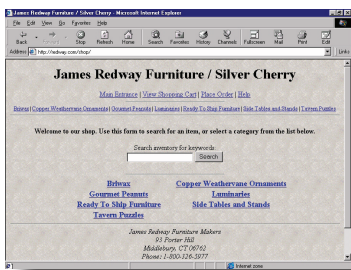 James Redway Furniture / Silver Cherry - Microsoft Internet Explorer
File Edit View Go Favorites Help
Back Stop Refresh Home Search Favorites History Channels Fullscreen Mail Print Edit
Address http://redway.com/shop/ Links
James Redway Furniture / Silver Cherry
Main Entrance | View Shopping Cart | Place Order | Help
Briwax | Copper Weathervane Ornaments | Gourmet Peanuts | Luminaries | Ready To Ship Furniture | Side Tables and Stands | Tavern Puzzles
Welcome to our shop. Use this form to search for an item, or select a category from the list below.
Search inventory for keywords:
Search
Briwax Copper Weathervane Ornaments
Gourmet Peanuts Luminaries
Ready To Ship Furniture Side Tables and Stands
Tavern Puzzles
James Redway Furniture Makers
93 Porter Hill
Middlebury, CT 06762
Phone: 1-800-326-3977
Internet zone